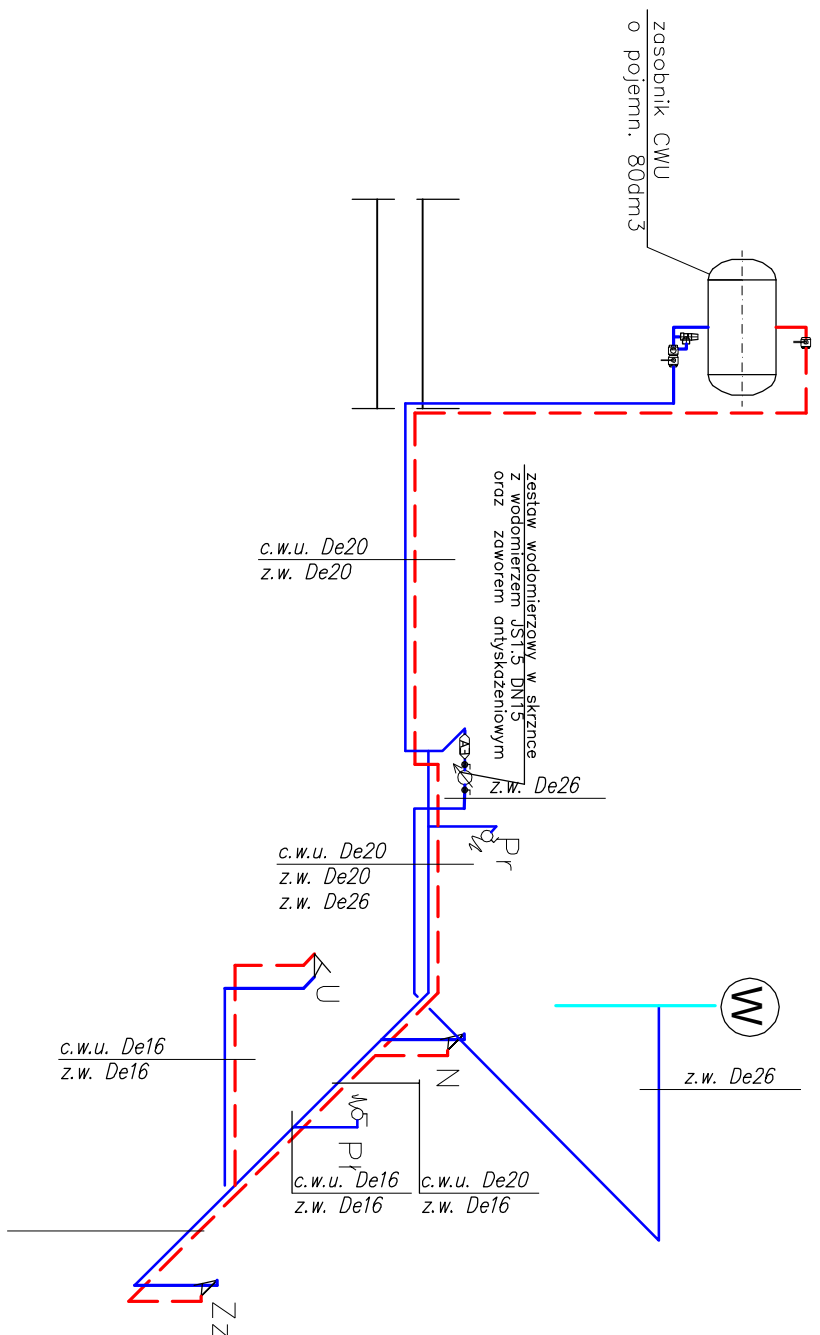 zasobnik CWU
o pojemn. 80dm3
zestaw wodomierzowy w skrznce
z wodomierzem JS1.5 DN15
oraz zaworem antyskażeniowym
c.w.u. De20
z.w. De20
z.w. De26
Pr
c.w.u. De20
z.w. De20
z.w. De26
W
U
N
c.w.u. De16
z.w. De16
z.w. De26
Pr
c.w.u. De16
z.w. De16
c.w.u. De20
z.w. De16
Zz